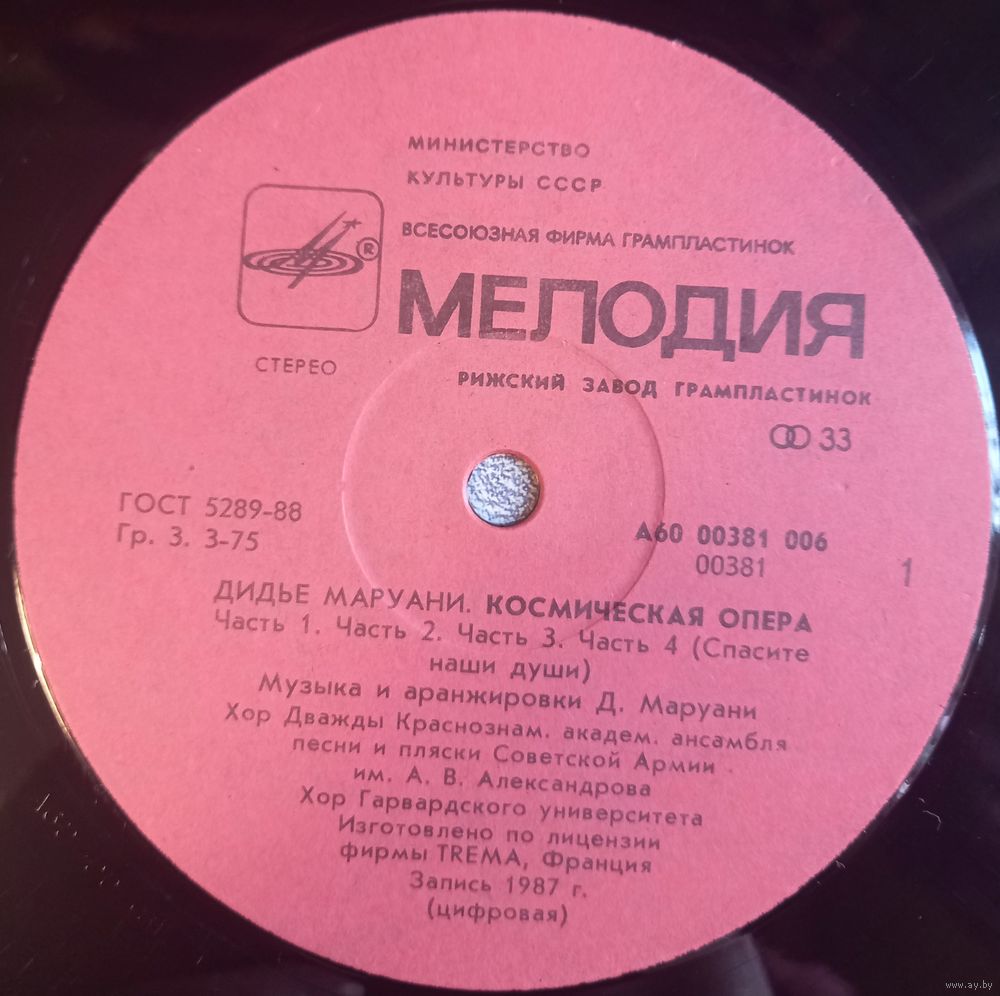 МИНИСТЕРСТВО
КУЛЬТУРЫ СССР
ВСЕСОЮЗНАЯ ФИРМА ГРАМПЛАСТИНОК
®
МЕЛОДИЯ
СТЕРЕО
РИЖСКИЙ ЗАВОД ГРАМПЛАСТИНОК
33
ГОСТ 5289-88
Гр. 3. 3-75
А60 00381 006
00381
1
ДИДЬЕ МАРУАНИ. КОСМИЧЕСКАЯ ОПЕРА
Часть 1. Часть 2. Часть 3. Часть 4 (Спасите
наши души)
Музыка и аранжировки Д. Маруани
Хор Дважды Краснознам. академ. ансамбля
песни и пляски Советской Армии
им. А. В. Александрова
Хор Гарвардского университета
Изготовлено по лицензии
фирмы TREMA, Франция
Запись 1987 г.
(цифровая)
www.ay.by